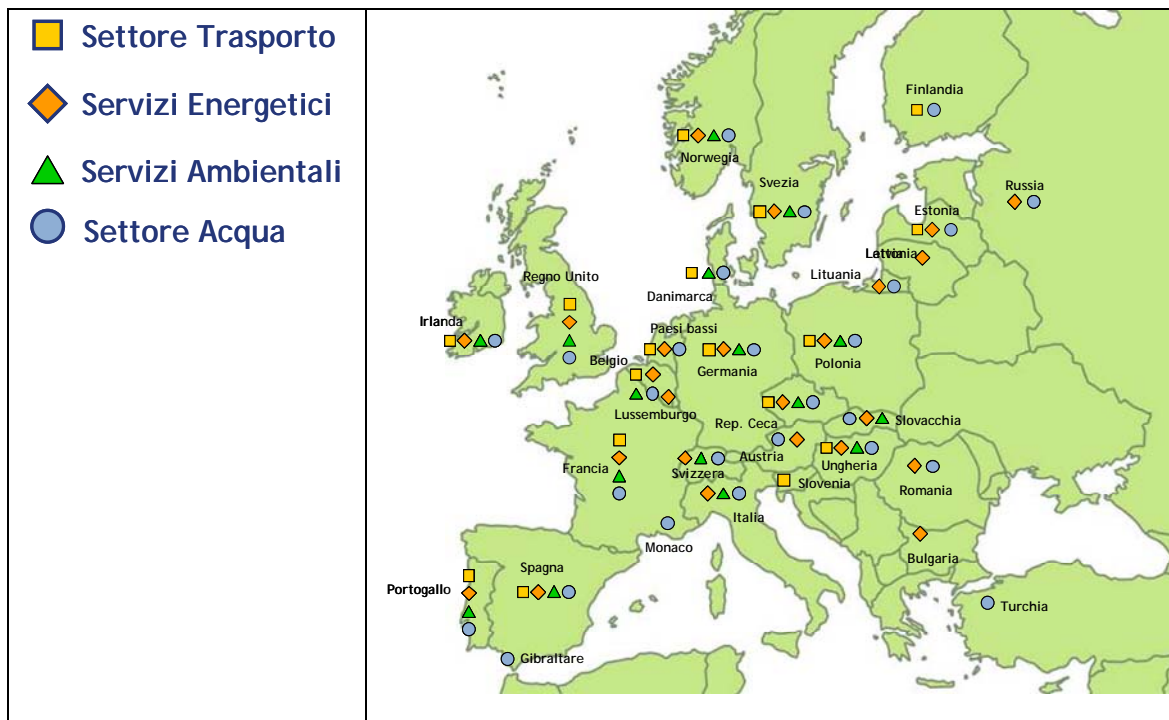 Settore Trasporto
Servizi Energetici
Servizi Ambientali
Settore Acqua
Finlandia
Norwegia
Svezia
Russia
Estonia
Lituania
Danimarca
Regno Unito
Irlanda
Paesi bassi
Belgio
Germania
Polonia
Lussemburgo
Rep. Ceca
Slovacchia
Austria
Ungheria
Francia
Svizzera
Slovenia
Romania
Italia
Monaco
Bulgaria
Spagna
Portogallo
Turchia
Gibraltare